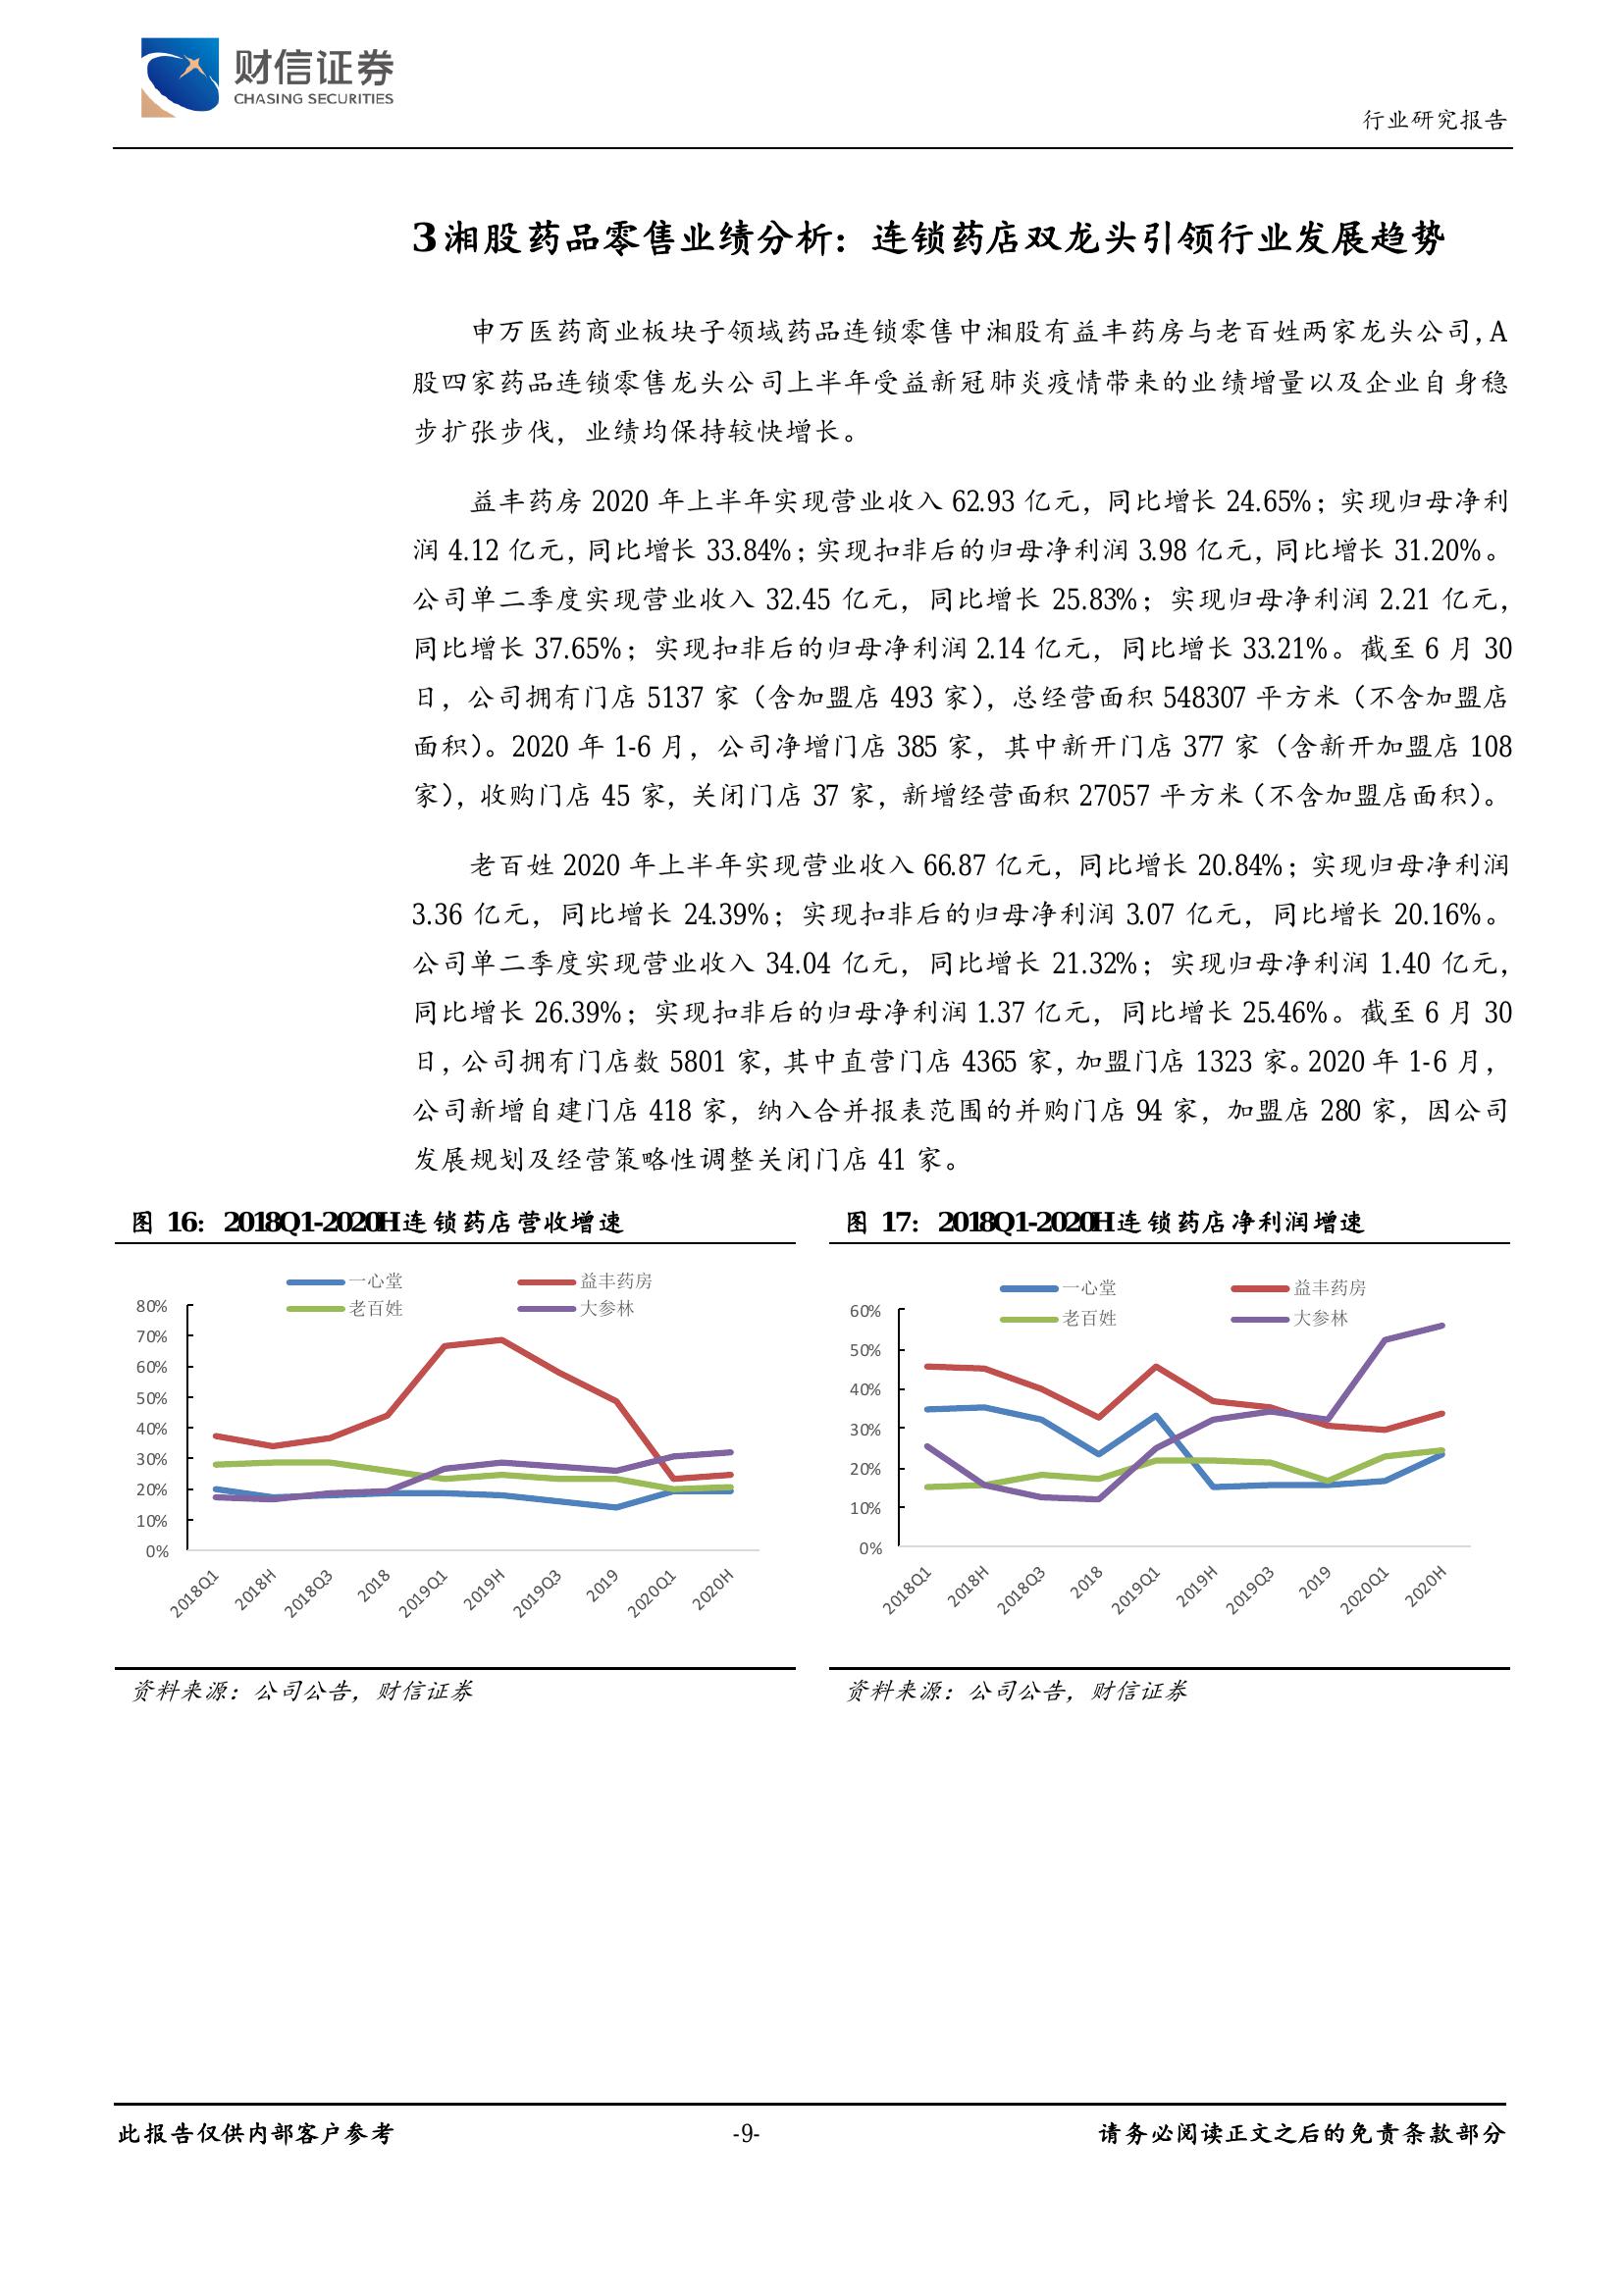 财信证券
CHASING SECURITIES
行业研究报告
3 湘股药品零售业绩分析：连锁药店双龙头引领行业发展趋势
申万医药商业板块子领域药品连锁零售中湘股有益丰药房与老百姓两家龙头公司，A
股四家药品连锁零售龙头公司上半年受益新冠肺炎疫情带来的业绩增量以及企业自身稳
步扩张步伐，业绩均保持较快增长。
益丰药房 2020 年上半年实现营业收入 62.93 亿元，同比增长 24.65%；实现归母净利
润 4.12 亿元，同比增长 33.84%；实现扣非后的归母净利润 3.98 亿元，同比增长 31.20%。
公司单二季度实现营业收入 32.45 亿元，同比增长 25.83%；实现归母净利润 2.21 亿元，
同比增长 37.65%；实现扣非后的归母净利润 2.14 亿元，同比增长 33.21%。截至 6 月 30
日，公司拥有门店 5137 家（含加盟店 493 家），总经营面积 548307 平方米（不含加盟店
面积）。2020 年 1-6 月，公司净增门店 385 家，其中新开门店 377 家（含新开加盟店 108
家），收购门店 45 家，关闭门店 37 家，新增经营面积 27057 平方米（不含加盟店面积）。
老百姓 2020 年上半年实现营业收入 66.87 亿元，同比增长 20.84%；实现归母净利润
3.36 亿元，同比增长 24.39%；实现扣非后的归母净利润 3.07 亿元，同比增长 20.16%。
公司单二季度实现营业收入 34.04 亿元，同比增长 21.32%；实现归母净利润 1.40 亿元，
同比增长 26.39%；实现扣非后的归母净利润 1.37 亿元，同比增长 25.46%。截至 6 月 30
日，公司拥有门店数 5801 家，其中直营门店 4365 家，加盟门店 1323 家。2020 年 1-6 月，
公司新增自建门店 418 家，纳入合并报表范围的并购门店 94 家，加盟店 280 家，因公司
发展规划及经营策略性调整关闭门店 41 家。
图 16：2018Q1-2020H连锁药店营收增速
一心堂 益丰药房
老百姓 大参林
80%
70%
60%
50%
40%
30%
20%
10%
0%
2018Q1 2018H 2018Q3 2018 2019Q1 2019H 2019Q3 2019 2020Q1 2020H
资料来源：公司公告，财信证券
图 17：2018Q1-2020H连锁药店净利润增速
一心堂 益丰药房
老百姓 大参林
60%
50%
40%
30%
20%
10%
0%
2018Q1 2018H 2018Q3 2018 2019Q1 2019H 2019Q3 2019 2020Q1 2020H
资料来源：公司公告，财信证券
此报告仅供内部客户参考 -9- 请务必阅读正文之后的免责条款部分